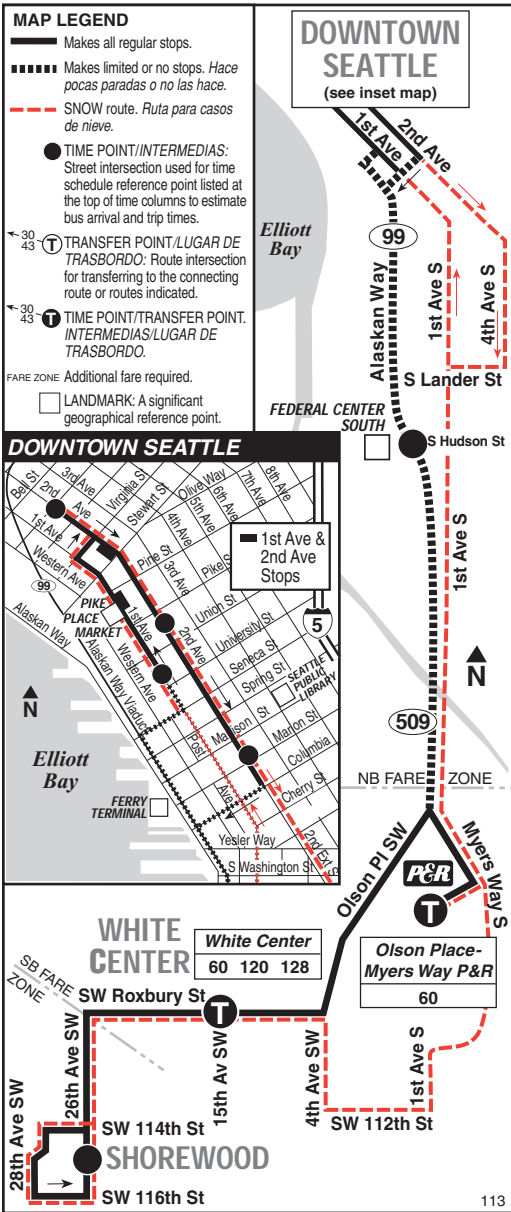 MAP LEGEND
Makes all regular stops.
Makes limited or no stops. Hace
pocas paradas o no las hace.
SNOW route. Ruta para casos
de nieve.
TIME POINT/INTERMEDIAS:
Street intersection used for time
schedule reference point listed at
the top of time columns to estimate
bus arrival and trip times.
30
43
T
TRANSFER POINT/LUGAR DE
TRASBORDO: Route intersection
for transferring to the connecting
route or routes indicated.
30
43
T
TIME POINT/TRANSFER POINT.
INTERMEDIAS/LUGAR DE
TRASBORDO.
FARE ZONE Additional fare required.
LANDMARK: A significant
geographical reference point.
DOWNTOWN
SEATTLE
(see inset map)
1st Ave
2nd Ave
Elliott
Bay
99
Alaskan Way
1st Ave S
4th Ave S
S Lander St
FEDERAL CENTER
SOUTH
S Hudson St
1st Ave S
N
509
NB FARE ZONE
DOWNTOWN SEATTLE
Bell St
3rd Ave
2nd
Ave
Virginia St
Stewert St
Olive Way
8th Ave
7th Ave
6th Ave
5th Ave
4th Ave
3rd Ave
1st Ave
Western Ave
99
Alaskan Way
PIKE
PLACE
MARKET
Pine St
Pike St
Union St
University St
Seneca St
Spring St
SEATTLE
PUBLIC
LIBRARY
Madison St
Marion St
Columbia
Cherry St
1st Ave
2nd Ave
Western Ave
Alaskan Way Viaduct
Post
Ave
1st Ave &
2nd Ave
Stops
5
N
Elliott
Bay
FERRY
TERMINAL
Yesler Way
S Washington St
2nd Ext S
Olson Pl SW
Myers Way S
P&R
T
Olson Place-
Myers Way P&R
60
WHITE
CENTER
White Center
60 120 128
SB FARE
ZONE
SW Roxbury St
T
26th Ave SW
15th Av SW
4th Ave SW
1st Ave S
SW 112th St
28th Ave SW
SW 114th St
SHOREWOOD
SW 116th St
113